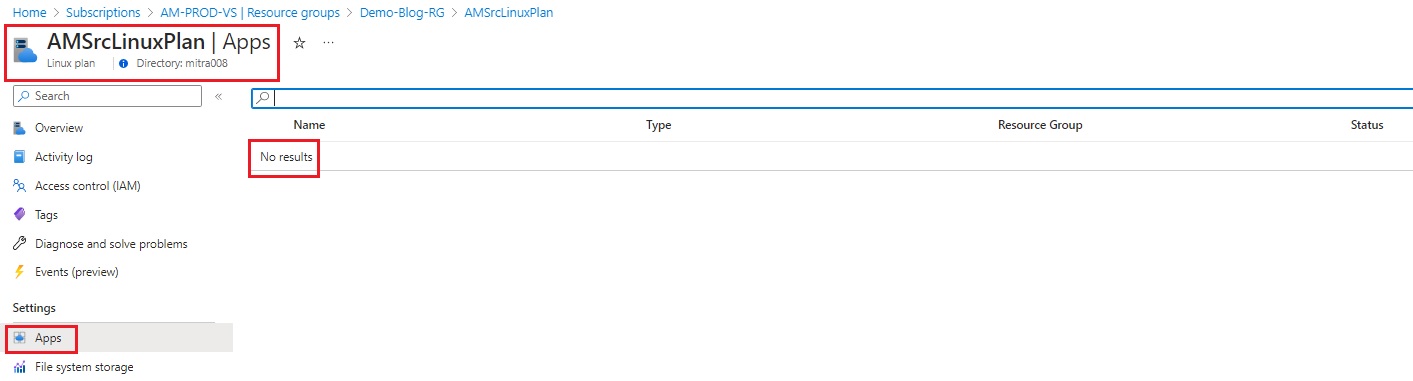 Home > Subscriptions > AM-PROD-VS | Resource groups > Demo-Blog-RG > AMSrcLinuxPlan
AMSrcLinuxPlan | Apps
Linux plan
Directory: mitra008
Search
Name Type Resource Group Status
No results
Overview
Activity log
Access control (IAM)
Tags
Diagnose and solve problems
Events (preview)
Settings
Apps
File system storage